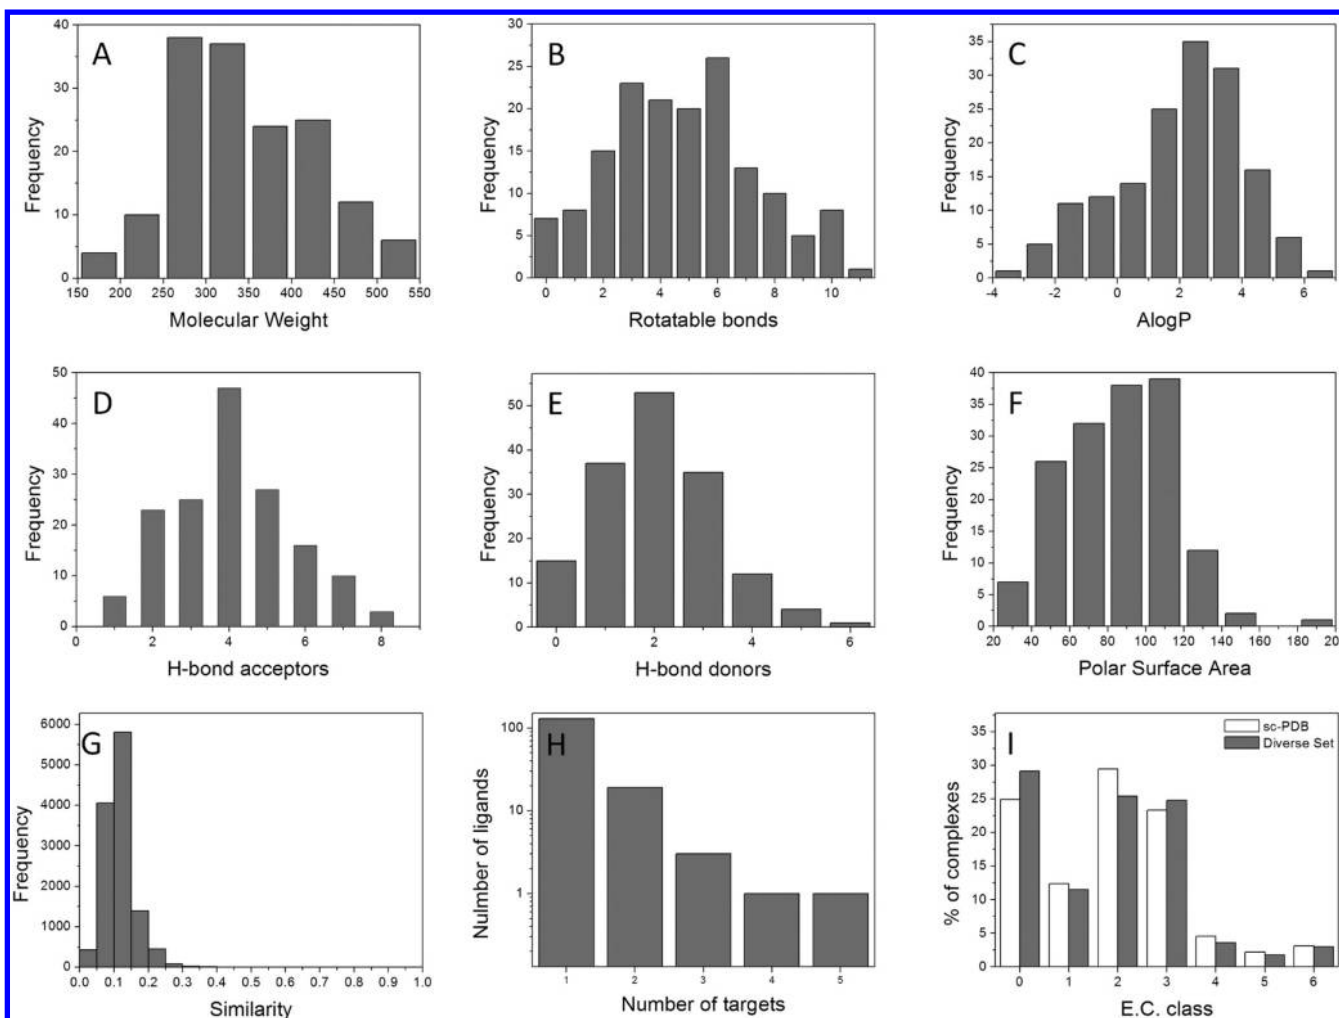 A
Frequency
40
30
20
10
0
150 200 250 300 350 400 450 500 550
Molecular Weight
B
Frequency
30
25
20
15
10
5
0
0 2 4 6 8 10
Rotatable bonds
C
Frequency
35
30
25
20
15
10
5
0
-4 -2 0 2 4 6
AlogP
D
Frequency
50
40
30
20
10
0
0 2 4 6 8
H-bond acceptors
E
Frequency
50
40
30
20
10
0
0 2 4 6
H-bond donors
F
Frequency
40
35
30
25
20
15
10
5
0
20 40 60 80 100 120 140 160 180 20
Polar Surface Area
G
Frequency
6000
5000
4000
3000
2000
1000
0
0.0 0.1 0.2 0.3 0.4 0.5 0.6 0.7 0.8 0.9 1.0
Similarity
H
Nulmber of ligands
100
10
1
1 2 3 4 5
Number of targets
I
sc-PDB
Diverse Set
% of complexes
35
30
25
20
15
10
5
0
0 1 2 3 4 5 6
E.C. class